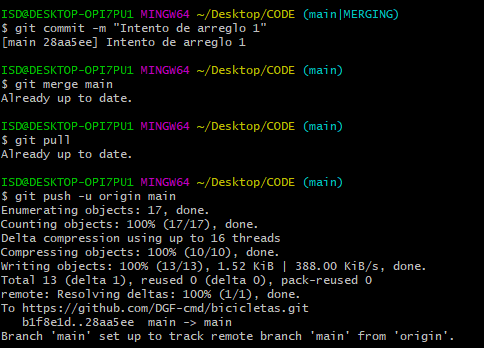 ISD@DESKTOP-OPI7PU1 MINGW64 ~/Desktop/CODE (main|MERGING)
$ git commit -m "Intento de arreglo 1"
[main 28aa5ee] Intento de arreglo 1
ISD@DESKTOP-OPI7PU1 MINGW64 ~/Desktop/CODE (main)
$ git merge main
Already up to date.
ISD@DESKTOP-OPI7PU1 MINGW64 ~/Desktop/CODE (main)
$ git pull
Already up to date.
ISD@DESKTOP-OPI7PU1 MINGW64 ~/Desktop/CODE (main)
$ git push -u origin main
Enumerating objects: 17, done.
Counting objects: 100% (17/17), done.
Delta compression using up to 16 threads
Compressing objects: 100% (10/10), done.
Writing objects: 100% (13/13), 1.52 KiB | 388.00 KiB/s, done.
Total 13 (delta 1), reused 0 (delta 0), pack-reused 0
remote: Resolving deltas: 100% (1/1), done.
To https://github.com/DGF-cmd/bicicletas.git
b1f8e1d..28aa5ee main -> main
Branch 'main' set up to track remote branch 'main' from 'origin'.